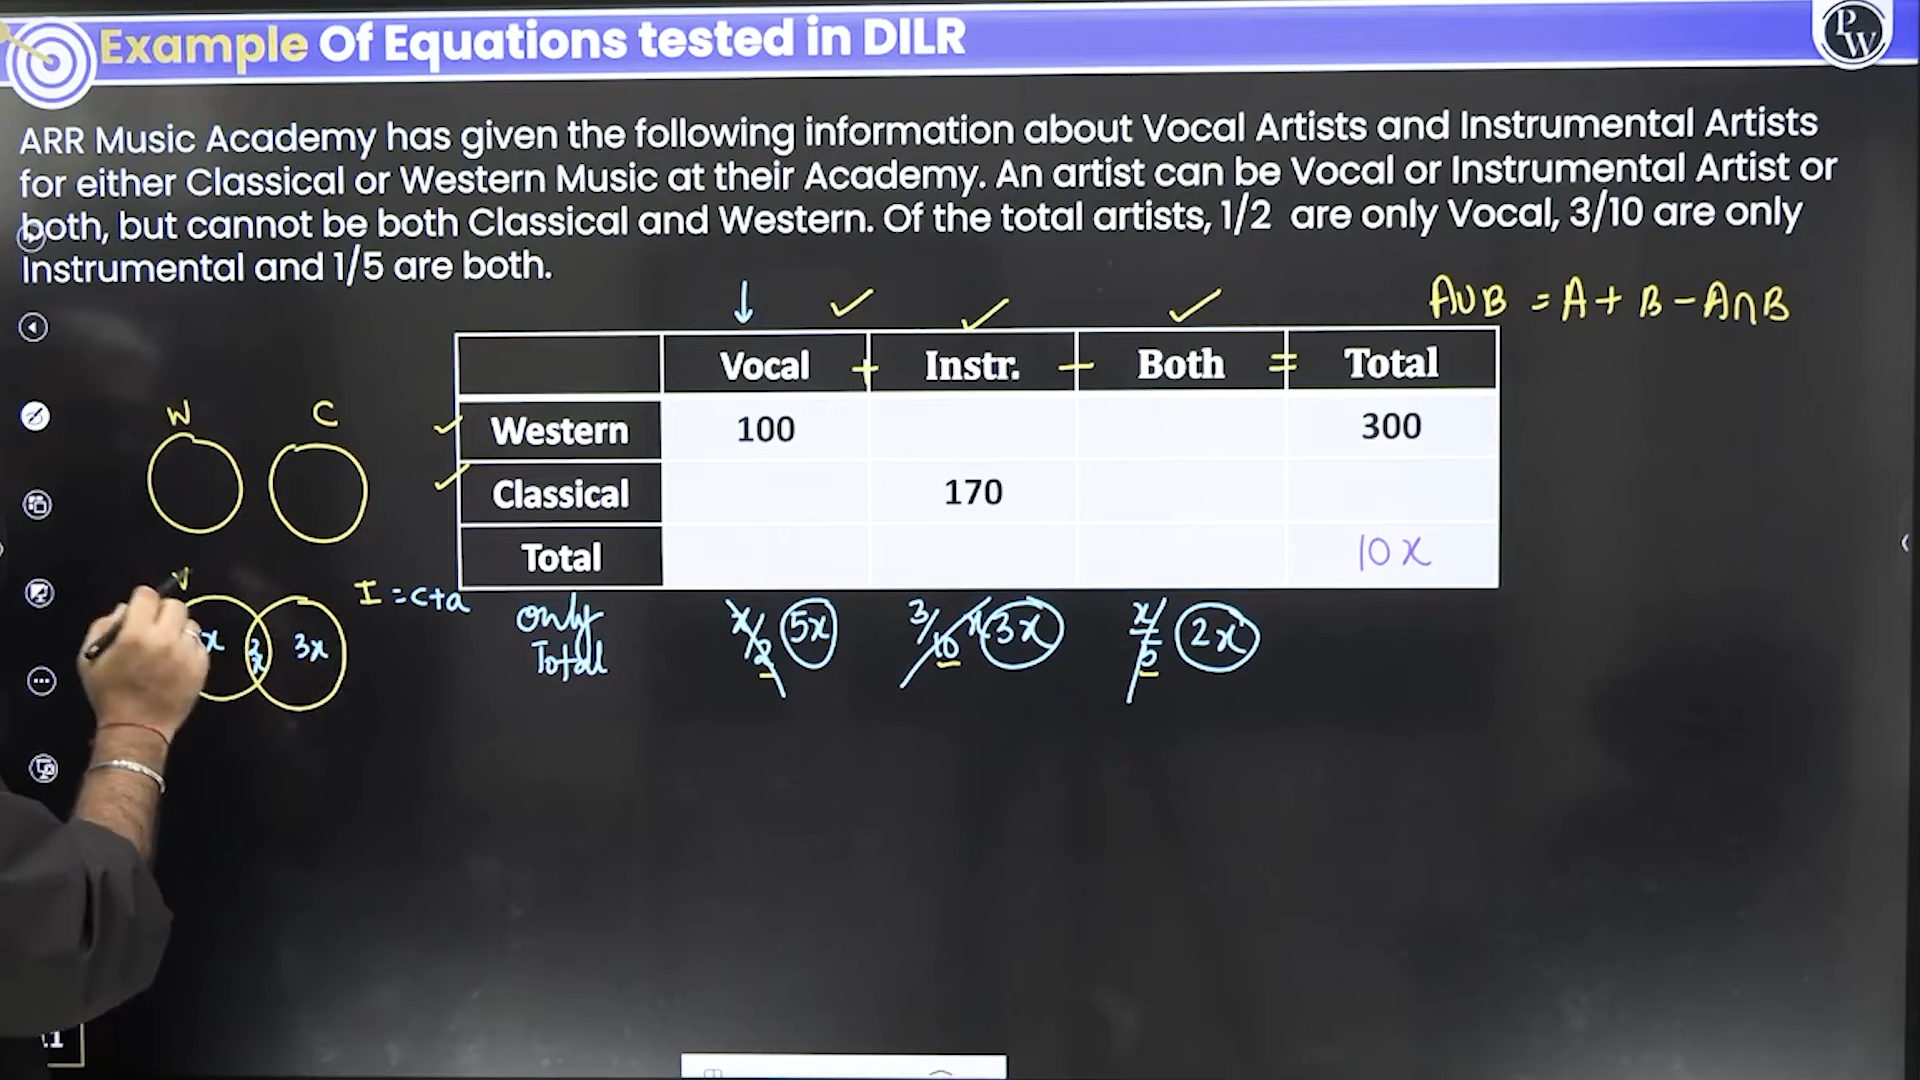 Example Of Equations tested in DILR
PW
ARR Music Academy has given the following information about Vocal Artists and Instrumental Artists
for either Classical or Western Music at their Academy. An artist can be Vocal or Instrumental Artist or
both, but cannot be both Classical and Western. Of the total artists, 1/2 are only Vocal, 3/10 are only
Instrumental and 1/5 are both.
A∪B = A + B - A∩B
Vocal + Instr. - Both = Total
W C
Western 100 300
Classical 170
Total 10x
V I = c+a
only 5x 3x 2x
Total
x 2x 3x